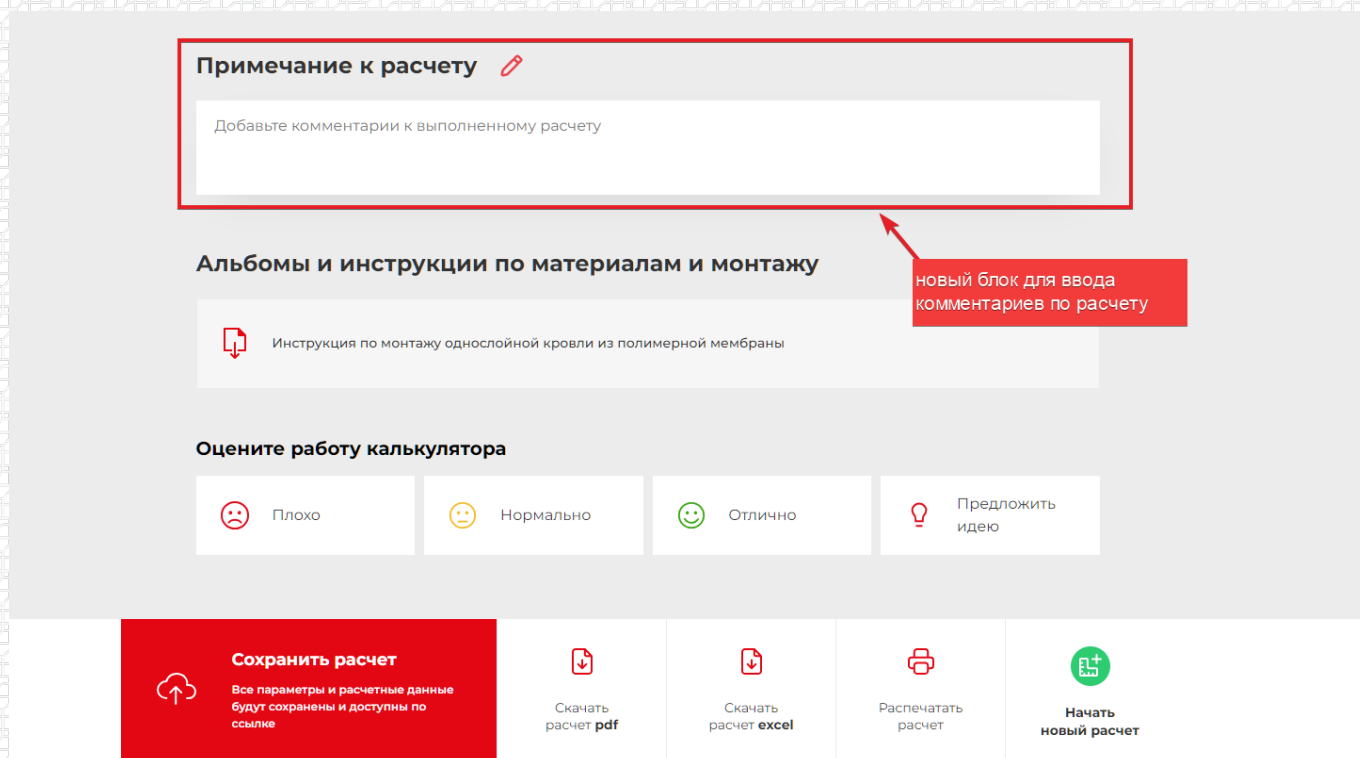 Примечание к расчету
Добавьте комментарии к выполненному расчету
новый блок для ввода
комментариев по расчету
Альбомы и инструкции по материалам и монтажу
Инструкция по монтажу однослойной кровли из полимерной мембраны
Оцените работу калькулятора
Плохо
Нормально
Отлично
Предложить
идею
Сохранить расчет
Все параметры и расчетные данные
будут сохранены и доступны по
ссылке
Скачать
расчет pdf
Скачать
расчет excel
Распечатать
расчет
Начать
новый расчет